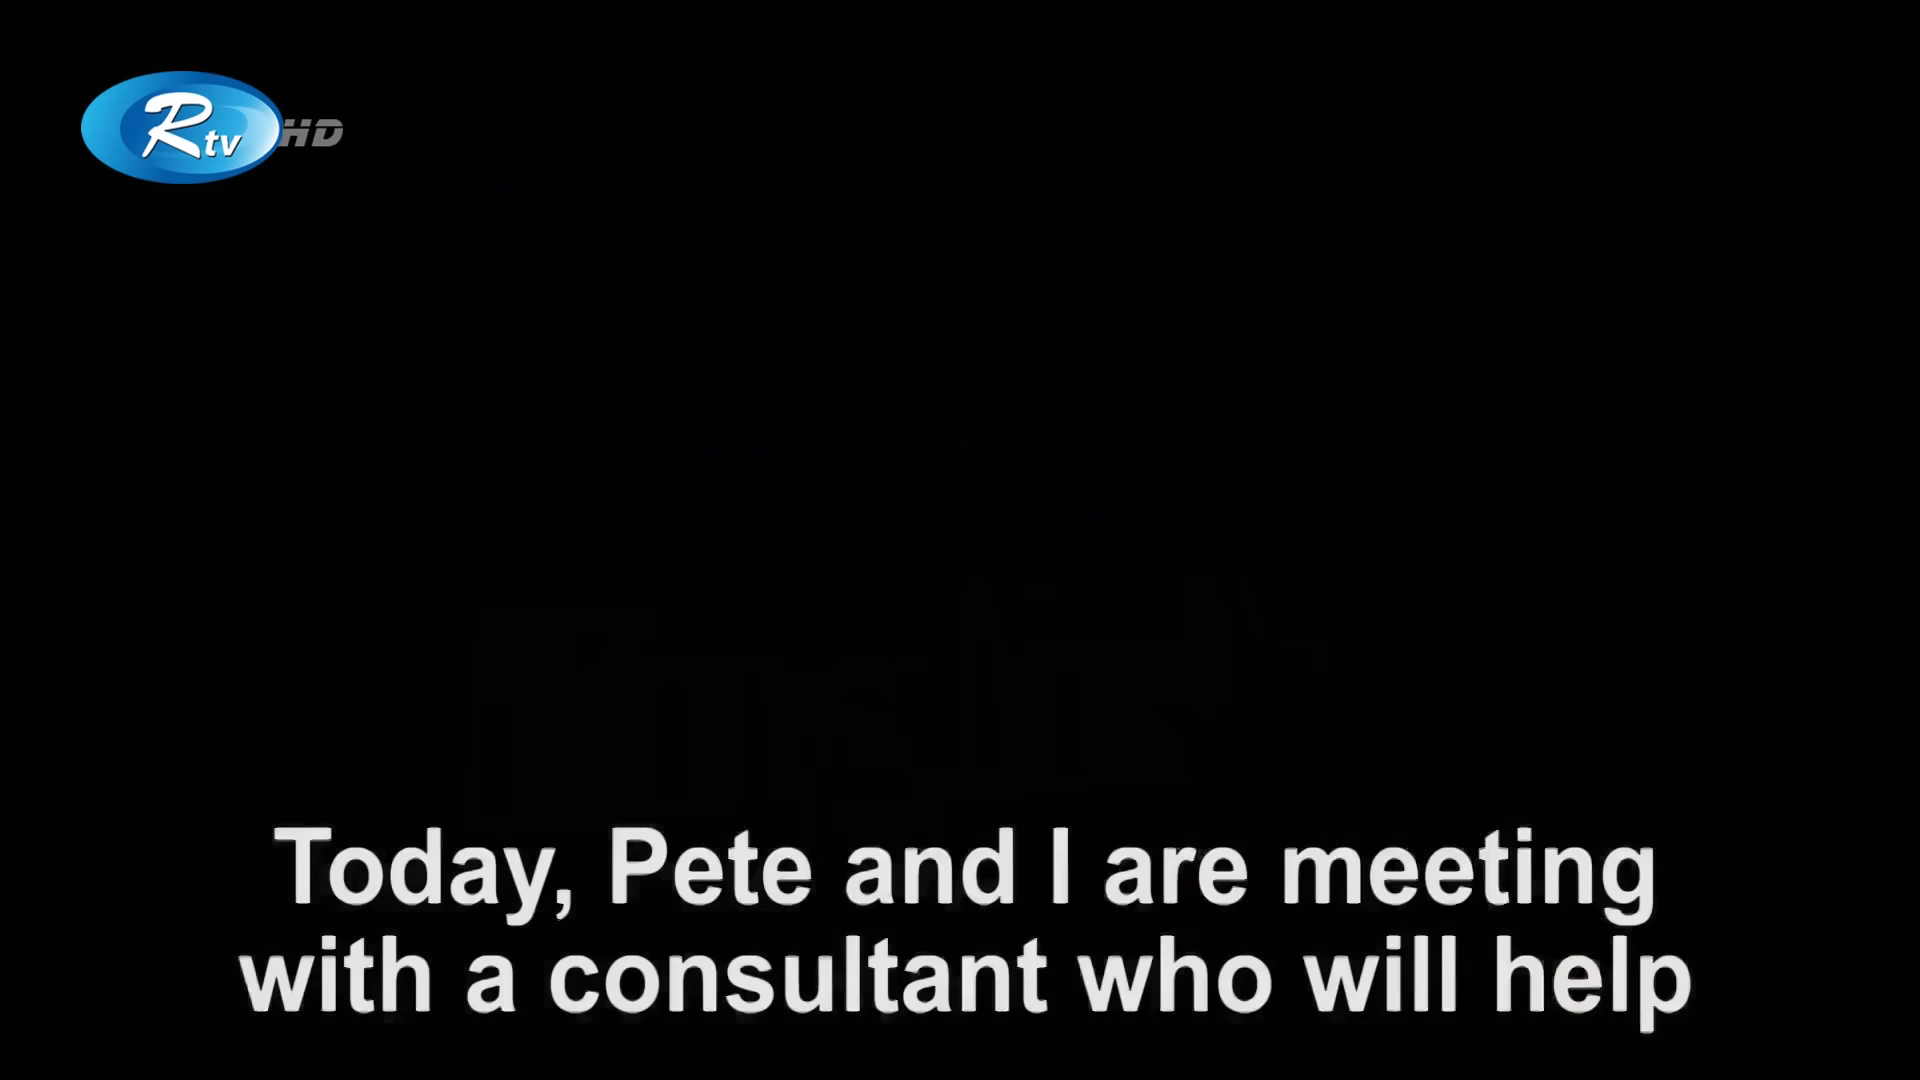 Rtv HD
Today, Pete and I are meeting
with a consultant who will help